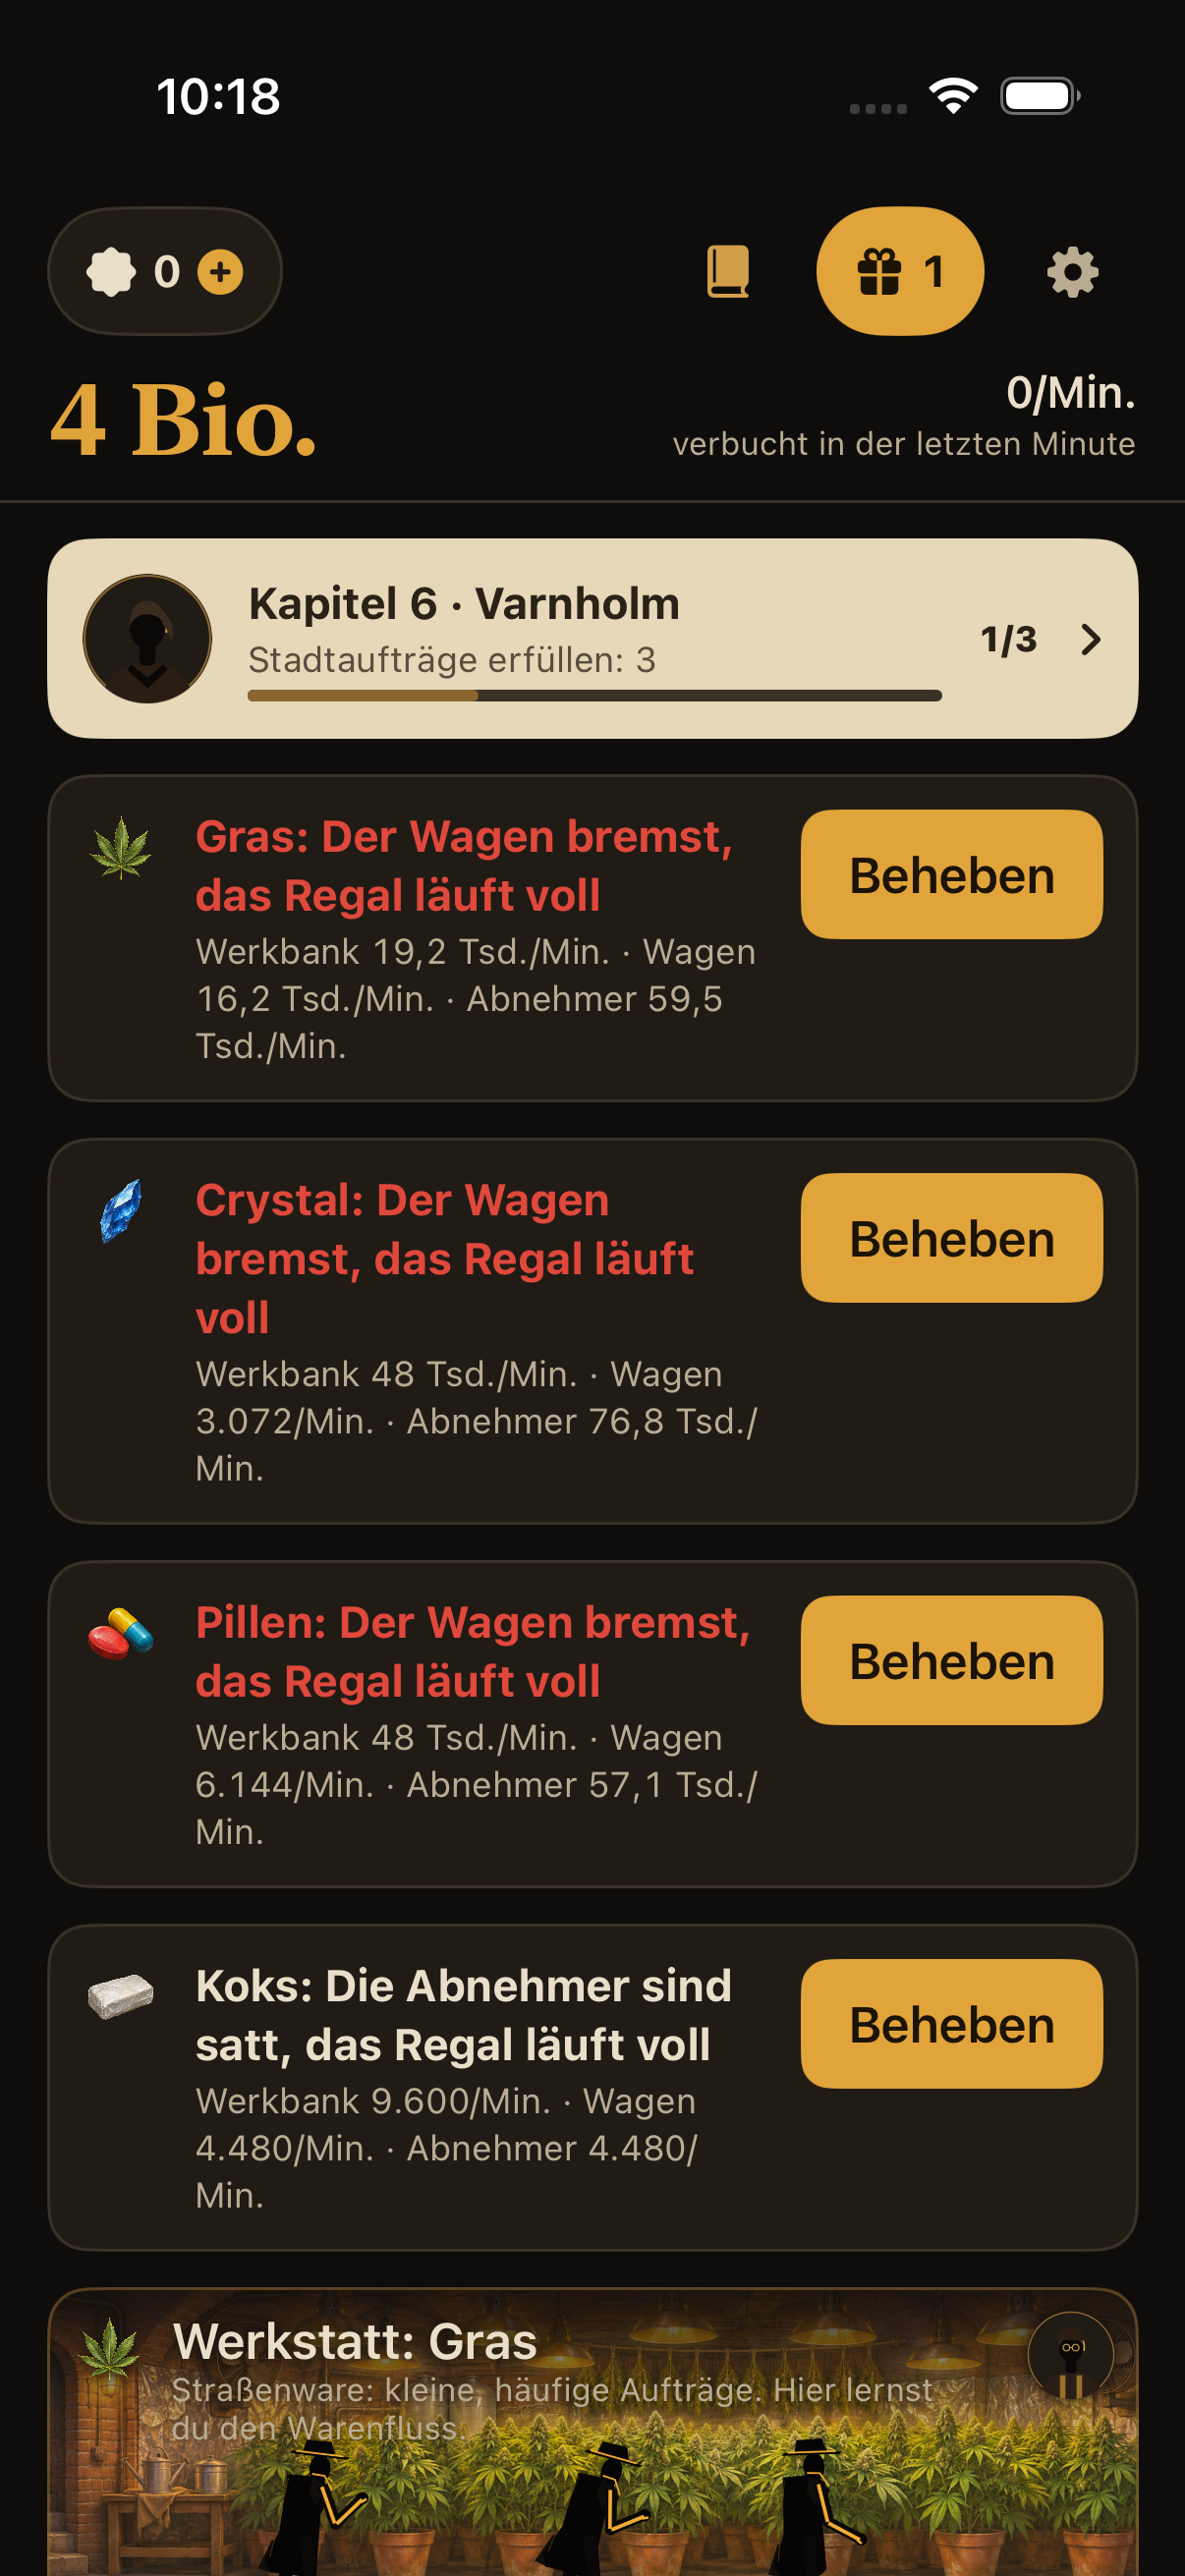 10:18
0
1
4 Bio.
0/Min.
verbucht in der letzten Minute
Kapitel 6 · Varnholm
Stadtaufträge erfüllen: 3
1/3
Gras: Der Wagen bremst,
das Regal läuft voll
Werkbank 19,2 Tsd./Min. · Wagen
16,2 Tsd./Min. · Abnehmer 59,5
Tsd./Min.
Beheben
Crystal: Der Wagen
bremst, das Regal läuft
voll
Werkbank 48 Tsd./Min. · Wagen
3.072/Min. · Abnehmer 76,8 Tsd./
Min.
Beheben
Pillen: Der Wagen bremst,
das Regal läuft voll
Werkbank 48 Tsd./Min. · Wagen
6.144/Min. · Abnehmer 57,1 Tsd./
Min.
Beheben
Koks: Die Abnehmer sind
satt, das Regal läuft voll
Werkbank 9.600/Min. · Wagen
4.480/Min. · Abnehmer 4.480/
Min.
Beheben
Werkstatt: Gras
Straßenware: kleine, häufige Aufträge. Hier lernst
du den Warenfluss.